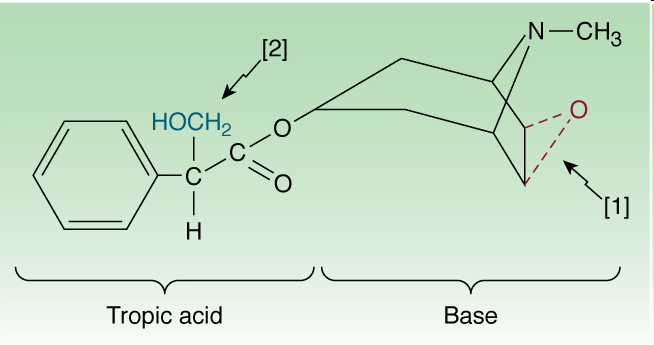 N—CH₃
[2]
HOCH₂
O
O
C
C
O
[1]
H
Tropic acid
Base